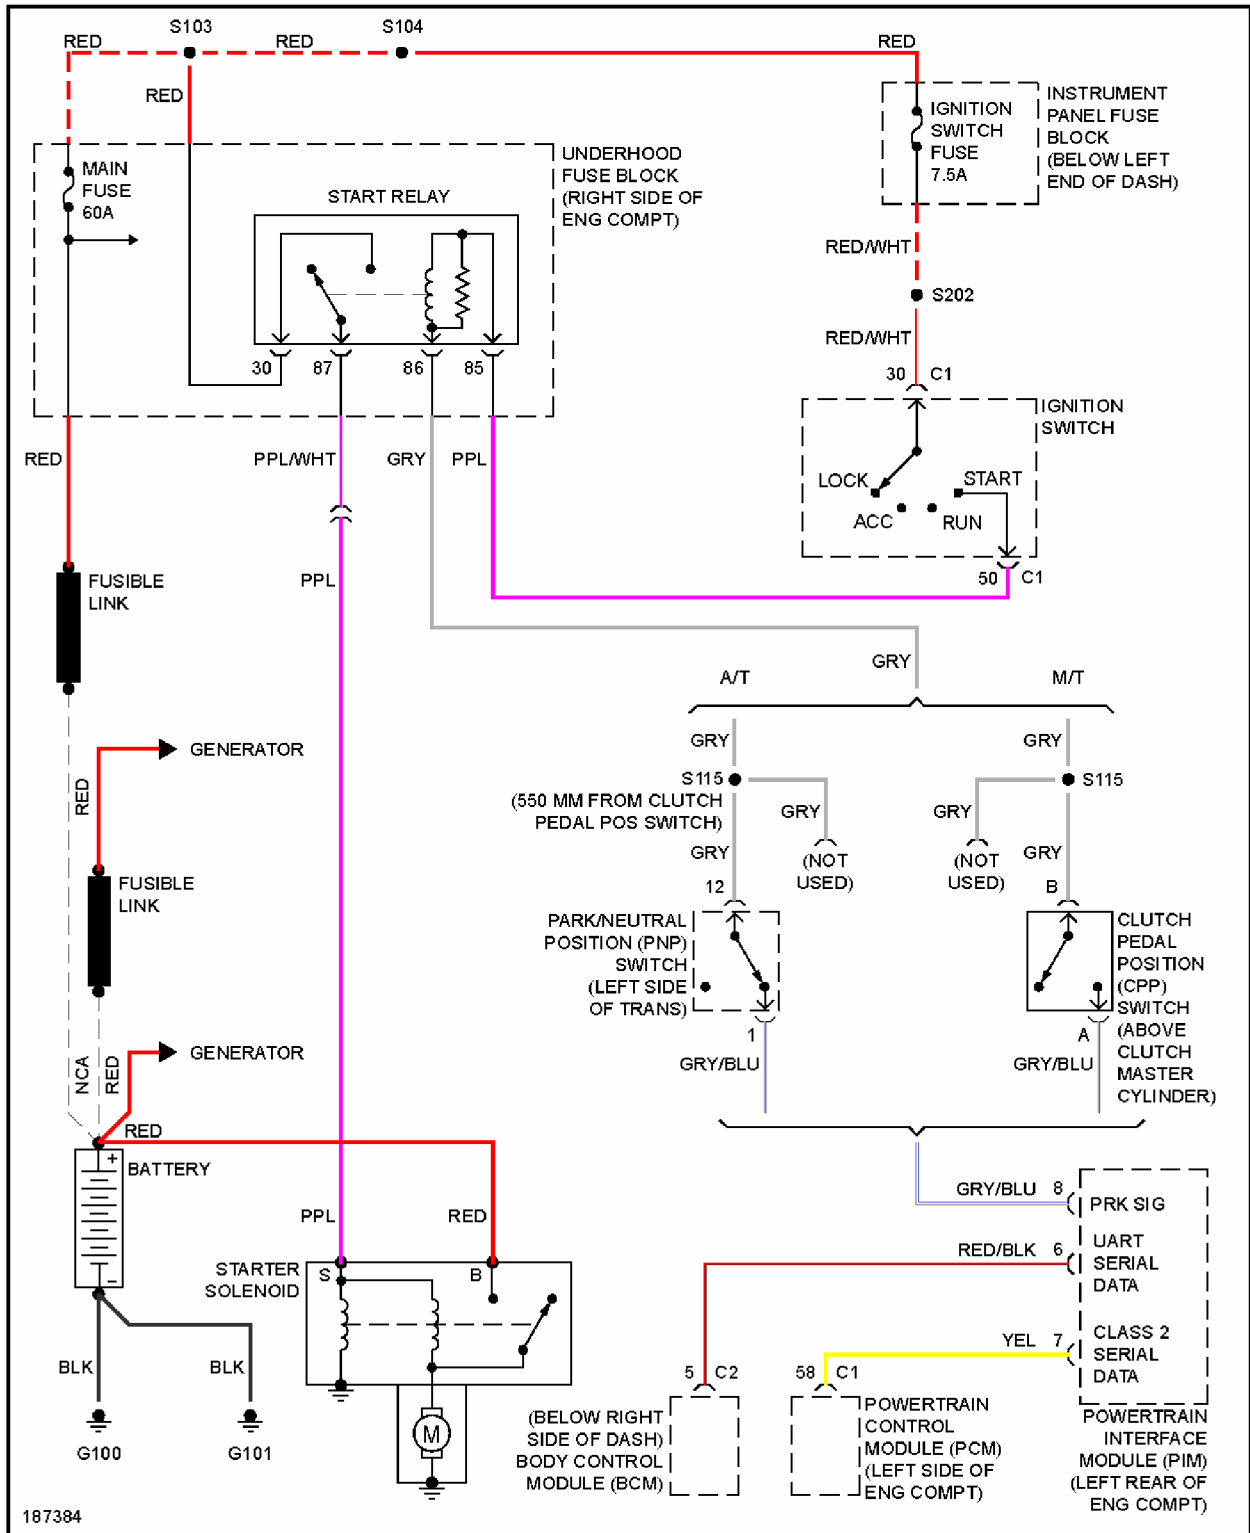 S103
S104
RED
RED
RED
RED
INSTRUMENT
PANEL FUSE
BLOCK
(BELOW LEFT
END OF DASH)
IGNITION
SWITCH
FUSE
7.5A
MAIN
FUSE
60A
UNDERHOOD
FUSE BLOCK
(RIGHT SIDE OF
ENG COMPT)
START RELAY
RED/WHT
S202
RED/WHT
30
87
86
85
30
C1
IGNITION
SWITCH
RED
PPL/WHT
GRY
PPL
LOCK
START
ACC
RUN
50
C1
FUSIBLE
LINK
PPL
GRY
A/T
M/T
GENERATOR
RED
GRY
GRY
S115
(550 MM FROM CLUTCH
PEDAL POS SWITCH)
S115
GRY
GRY
GRY
(NOT
USED)
(NOT
USED)
GRY
FUSIBLE
LINK
12
B
PARK/NEUTRAL
POSITION (PNP)
SWITCH
(LEFT SIDE
OF TRANS)
CLUTCH
PEDAL
POSITION
(CPP)
SWITCH
(ABOVE
CLUTCH
MASTER
CYLINDER)
1
A
GRY/BLU
GRY/BLU
GENERATOR
NCA
RED
RED
+
BATTERY
-
PPL
RED
GRY/BLU
8
PRK SIG
RED/BLK
6
UART
SERIAL
DATA
YEL
7
CLASS 2
SERIAL
DATA
STARTER
SOLENOID
S
B
BLK
BLK
5
C2
58
C1
M
G100
G101
(BELOW RIGHT
SIDE OF DASH)
BODY CONTROL
MODULE (BCM)
POWERTRAIN
CONTROL
MODULE (PCM)
(LEFT SIDE OF
ENG COMPT)
POWERTRAIN
INTERFACE
MODULE (PIM)
(LEFT REAR OF
ENG COMPT)
187384